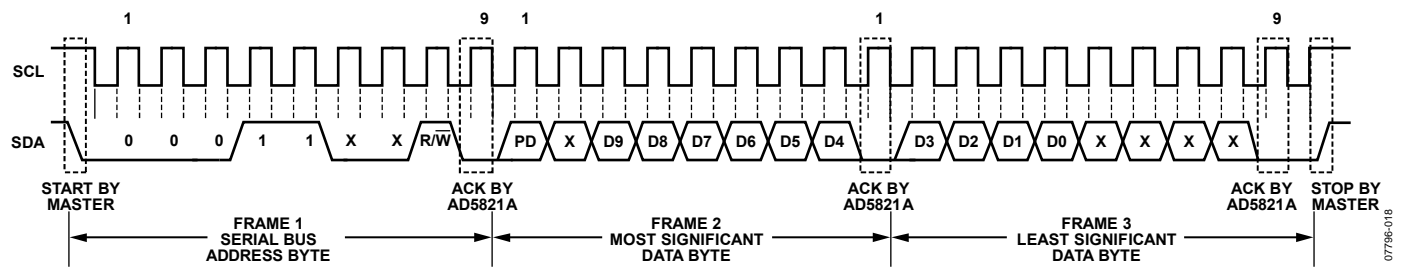 1 9 1 1 9
SCL
SDA 0 0 0 1 1 X X R/W PD X D9 D8 D7 D6 D5 D4 D3 D2 D1 D0 X X X X
START BY
MASTER
ACK BY
AD5821A
ACK BY
AD5821A
ACK BY
AD5821A
STOP BY
MASTER
FRAME 1
SERIAL BUS
ADDRESS BYTE
FRAME 2
MOST SIGNIFICANT
DATA BYTE
FRAME 3
LEAST SIGNIFICANT
DATA BYTE
07796-018